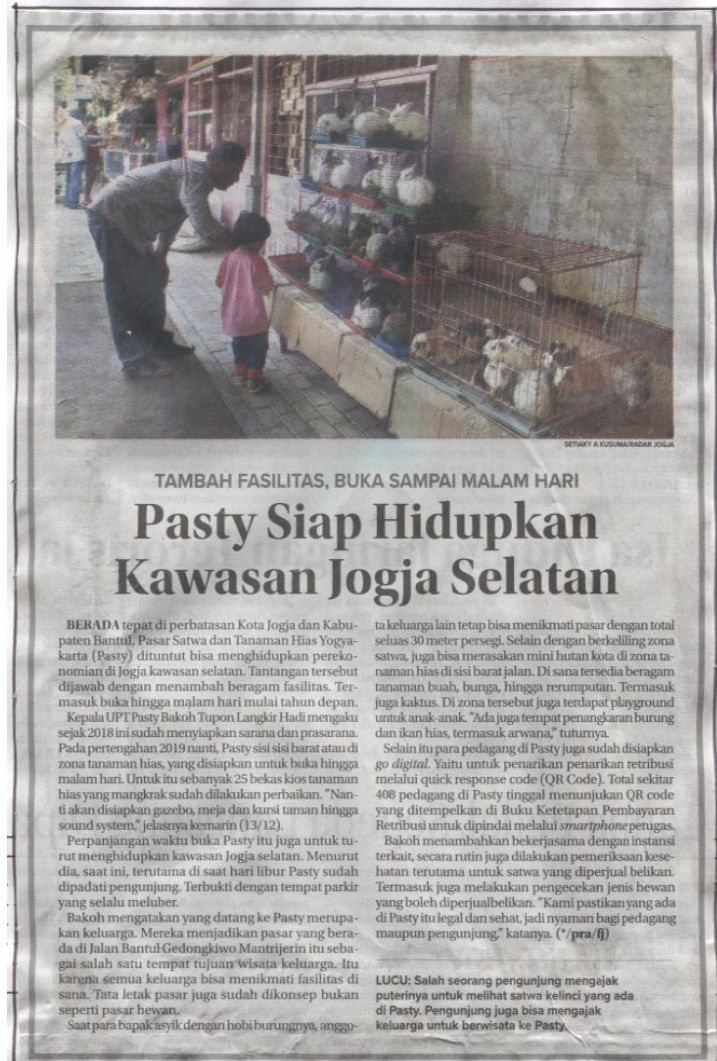 SETIAKY A KUSUMA/RADAR JOGJA
TAMBAH FASILITAS, BUKA SAMPAI MALAM HARI
Pasty Siap Hidupkan
Kawasan Jogja Selatan
BERADA tepat di perbatasan Kota Jogja dan Kabu-
paten Bantul, Pasar Satwa dan Tanaman Hias Yogya-
karta (Pasty) dituntut bisa menghidupkan pereko-
nomian di Jogja kawasan selatan. Tantangan tersebut
dijawab dengan menambah beragam fasilitas. Ter-
masuk buka hingga malam hari mulai tahun depan.
Kepala UPT Pasty Bakoh Tupon Langkir Hadi mengaku
sejak 2018 ini sudah menyiapkan sarana dan prasarana.
Pada pertengahan 2019 nanti, Pasty sisi sisi barat atau di
zona tanaman hias, yang disiapkan untuk buka hingga
malam hari. Untuk itu sebanyak 25 bekas kios tanaman
hias yang mangkrak sudah dilakukan perbaikan. "Nan-
ti akan disiapkan gazebo, meja dan kursi taman hingga
sound system," jelasnya kemarin (13/12).
Perpanjangan waktu buka Pasty itu juga untuk tu-
rut menghidupkan kawasan Jogja selatan. Menurut
dia, saat ini, terutama di saat hari libur Pasty sudah
dipadati pengunjung. Terbukti dengan tempat parkir
yang selalu meluber.
Bakoh mengatakan yang datang ke Pasty merupa-
kan keluarga. Mereka menjadikan pasar yang bera-
da di Jalan Bantul Gedongkiwo Mantrijerin itu seba-
gai salah satu tempat tujuan wisata keluarga. Itu
karena semua keluarga bisa menikmati fasilitas di
sana. Tata letak pasar juga sudah dikonsep bukan
seperti pasar hewan.
Saat para bapak asyik dengan hobi burungnya, anggo-
ta keluarga lain tetap bisa menikmati pasar dengan total
seluas 30 meter persegi. Selain dengan berkeliling zona
satwa, juga bisa merasakan mini hutan kota di zona ta-
naman hias di sisi barat jalan. Di sana tersedia beragam
tanaman buah, bunga, hingga rerumputan. Termasuk
juga kaktus. Di zona tersebut juga terdapat playground
untuk anak-anak. "Ada juga tempat penangkaran burung
dan ikan hias, termasuk arwana," tuturnya.
Selain itu para pedagang di Pasty juga sudah disiapkan
go digital. Yaitu untuk penarikan penarikan retribusi
melalui quick response code (QR Code). Total sekitar
408 pedagang di Pasty tinggal menunjukan QR code
yang ditempelkan di Buku Ketetapan Pembayaran
Retribusi untuk dipindai melalui smartphone petugas.
Bakoh menambahkan bekerjasama dengan instansi
terkait, secara rutin juga dilakukan pemeriksaan kese-
hatan terutama untuk satwa yang diperjual belikan.
Termasuk juga melakukan pengecekan jenis hewan
yang boleh diperjualbelikan. "Kami pastikan yang ada
di Pasty itu legal dan sehat, jadi nyaman bagi pedagang
maupun pengunjung," katanya. (*/pra/fj)
LUCU: Salah seorang pengunjung mengajak
puterinya untuk melihat satwa kelinci yang ada
di Pasty. Pengunjung juga bisa mengajak
keluarga untuk berwisata ke Pasty.